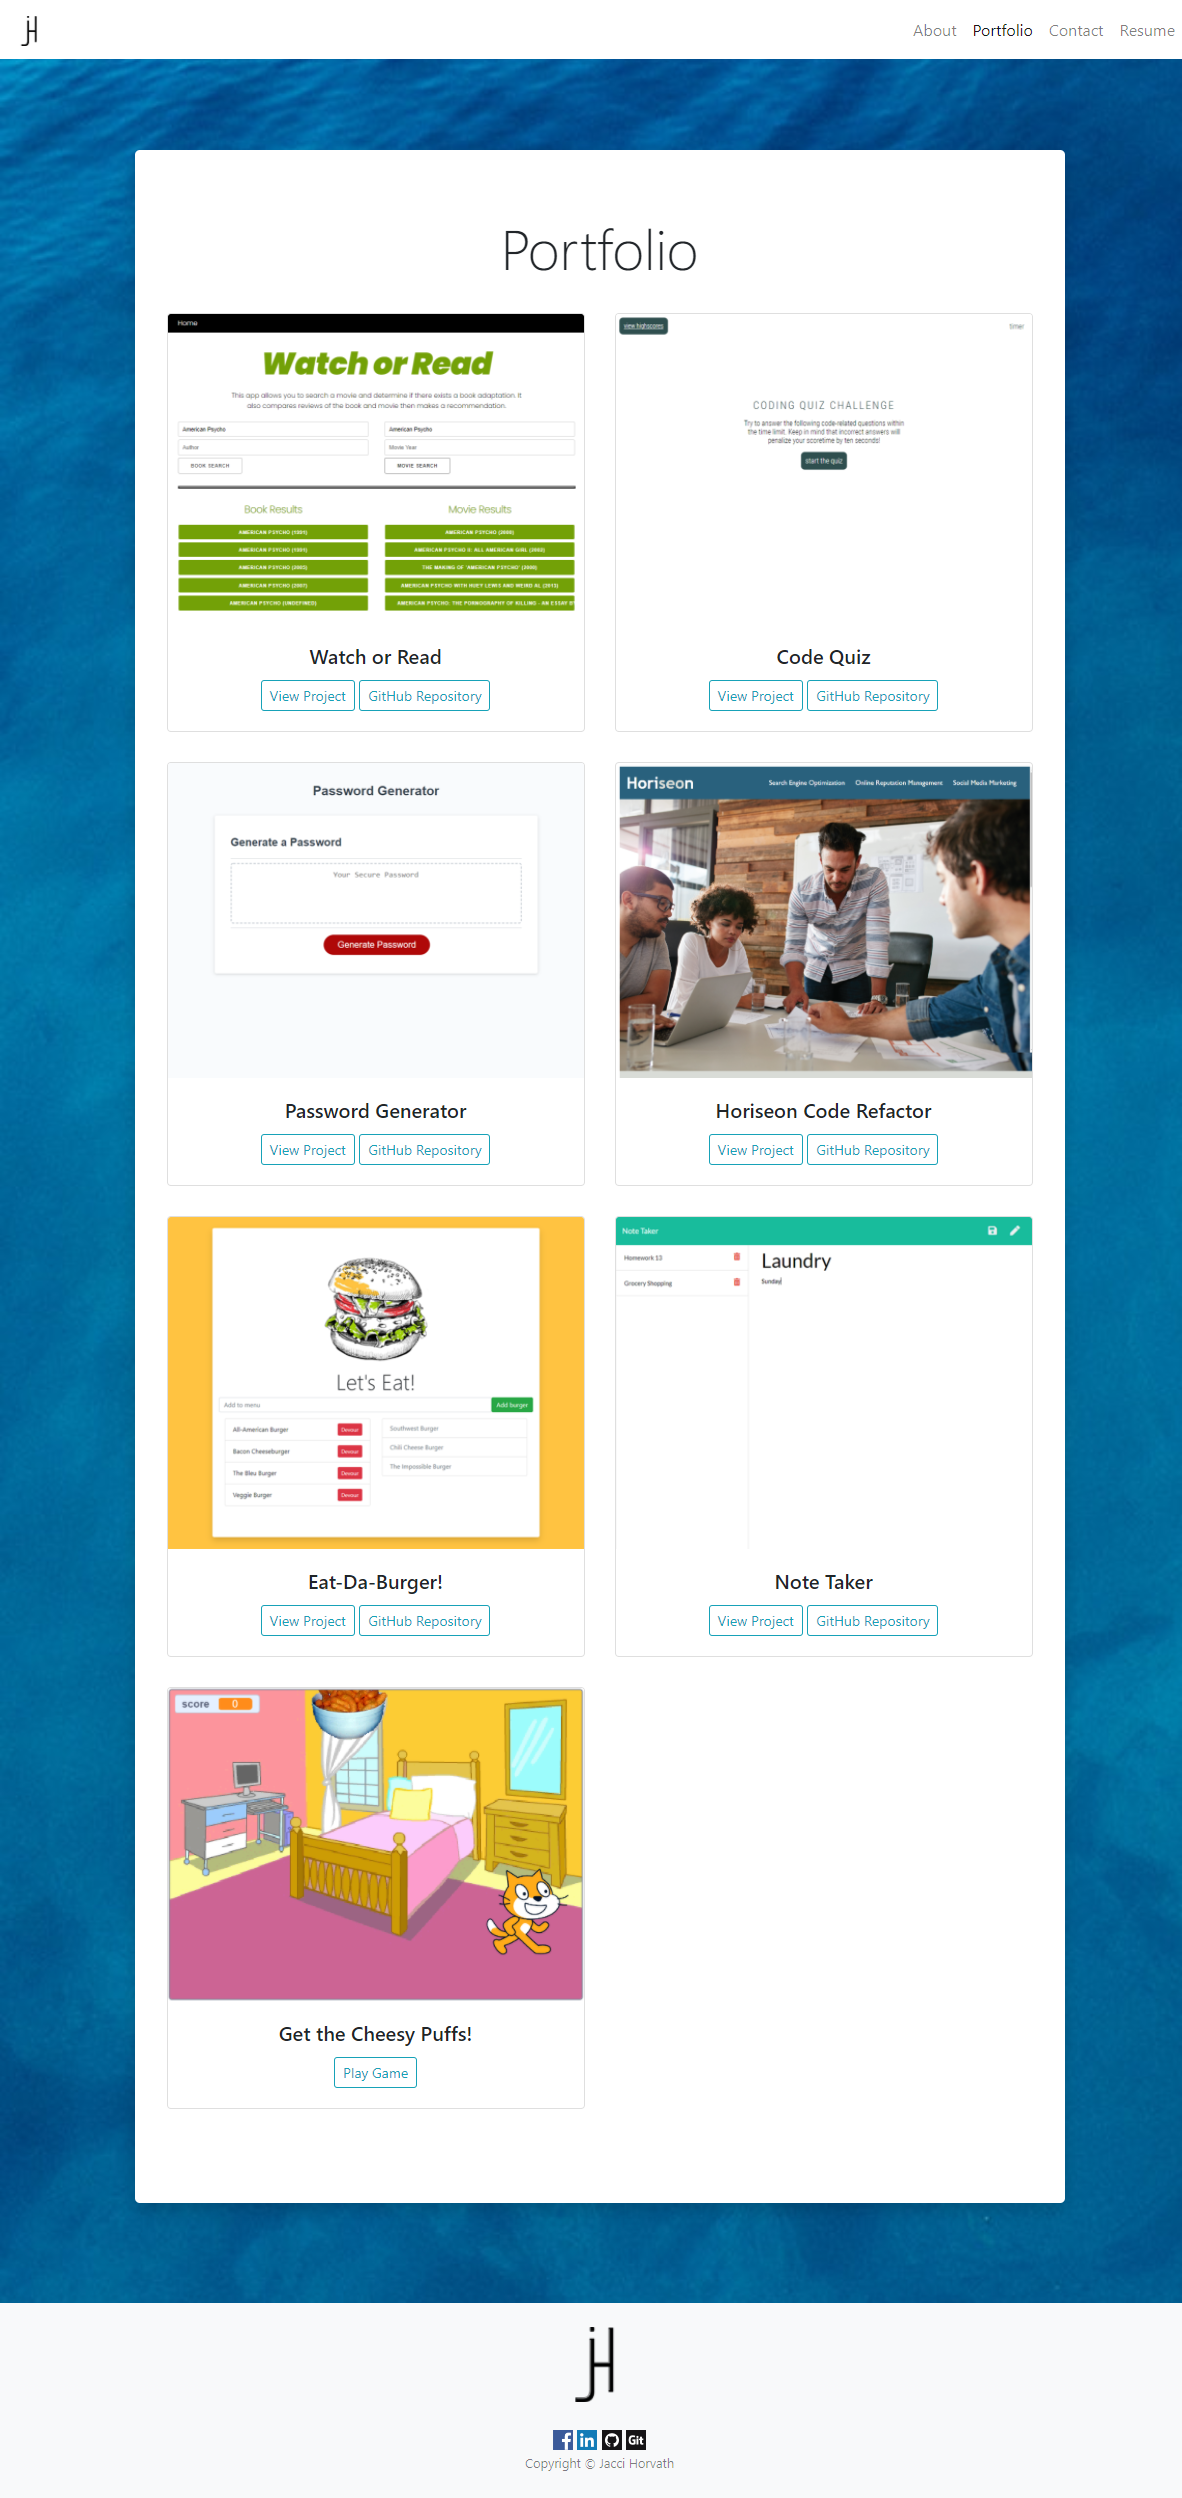 jH
About Portfolio Contact Resume
Portfolio
Home
Watch or Read
This app allows you to search a movie and determine if there exists a book adaptation. It
also compares reviews of the book and movie then makes a recommendation.
American Psycho
American Psycho
Author
Movie Year
BOOK SEARCH
MOVIE SEARCH
Book Results
Movie Results
AMERICAN PSYCHO (1991)
AMERICAN PSYCHO (2000)
AMERICAN PSYCHO (1991)
AMERICAN PSYCHO II: ALL AMERICAN GIRL (2002)
AMERICAN PSYCHO (2003)
THE MAKING OF 'AMERICAN PSYCHO' (2000)
AMERICAN PSYCHO (2007)
AMERICAN PSYCHO WITH HUEY LEWIS AND WEIRD AL (2013)
AMERICAN PSYCHO (UNDEFINED)
AMERICAN PSYCHO: THE PORNOGRAPHY OF KILLING - AN ESSAY BY
Watch or Read
View Project GitHub Repository
view highscores
timer
CODING QUIZ CHALLENGE
Try to answer the following code-related questions within
the time limit. Keep in mind that incorrect answers will
penalize your scoretime by ten seconds!
start the quiz
Code Quiz
View Project GitHub Repository
Password Generator
Generate a Password
Your Secure Password
Generate Password
Password Generator
View Project GitHub Repository
Horiseon
Search Engine Optimization Online Reputation Management Social Media Marketing
Horiseon Code Refactor
View Project GitHub Repository
Let's Eat!
Add to menu
Add burger
All-American Burger Devour
Bacon Cheeseburger Devour
The Bleu Burger Devour
Veggie Burger Devour
Southwest Burger
Chili Cheese Burger
The Impossible Burger
Eat-Da-Burger!
View Project GitHub Repository
Note Taker
Homework 13
Grocery Shopping
Laundry
Sunday
Note Taker
View Project GitHub Repository
score 0
Get the Cheesy Puffs!
Play Game
jH
f in Git
Copyright © Jacci Horvath